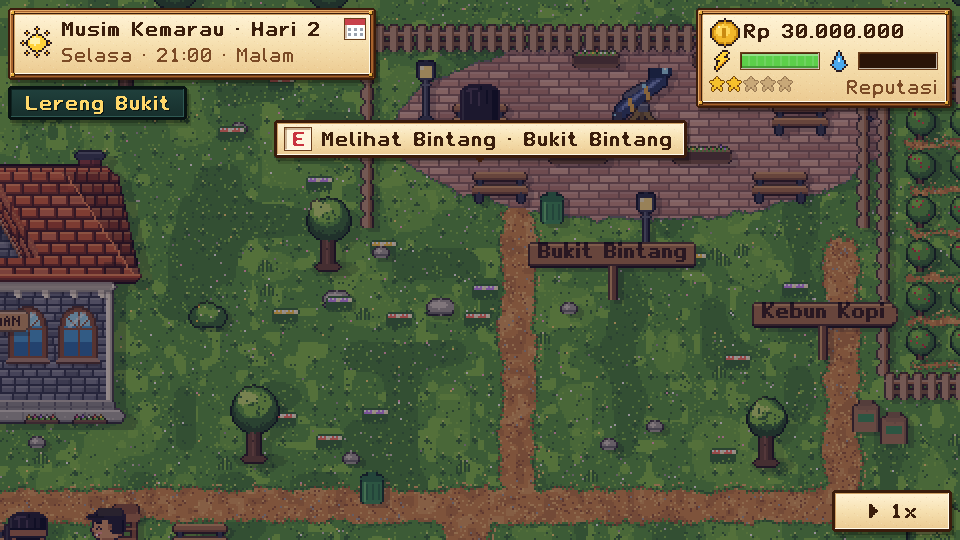 Musim Kemarau · Hari 2
Selasa · 21:00 · Malam
Rp 30.000.000
Reputasi
Lereng Bukit
E Melihat Bintang · Bukit Bintang
Bukit Bintang
Kebun Kopi
1x